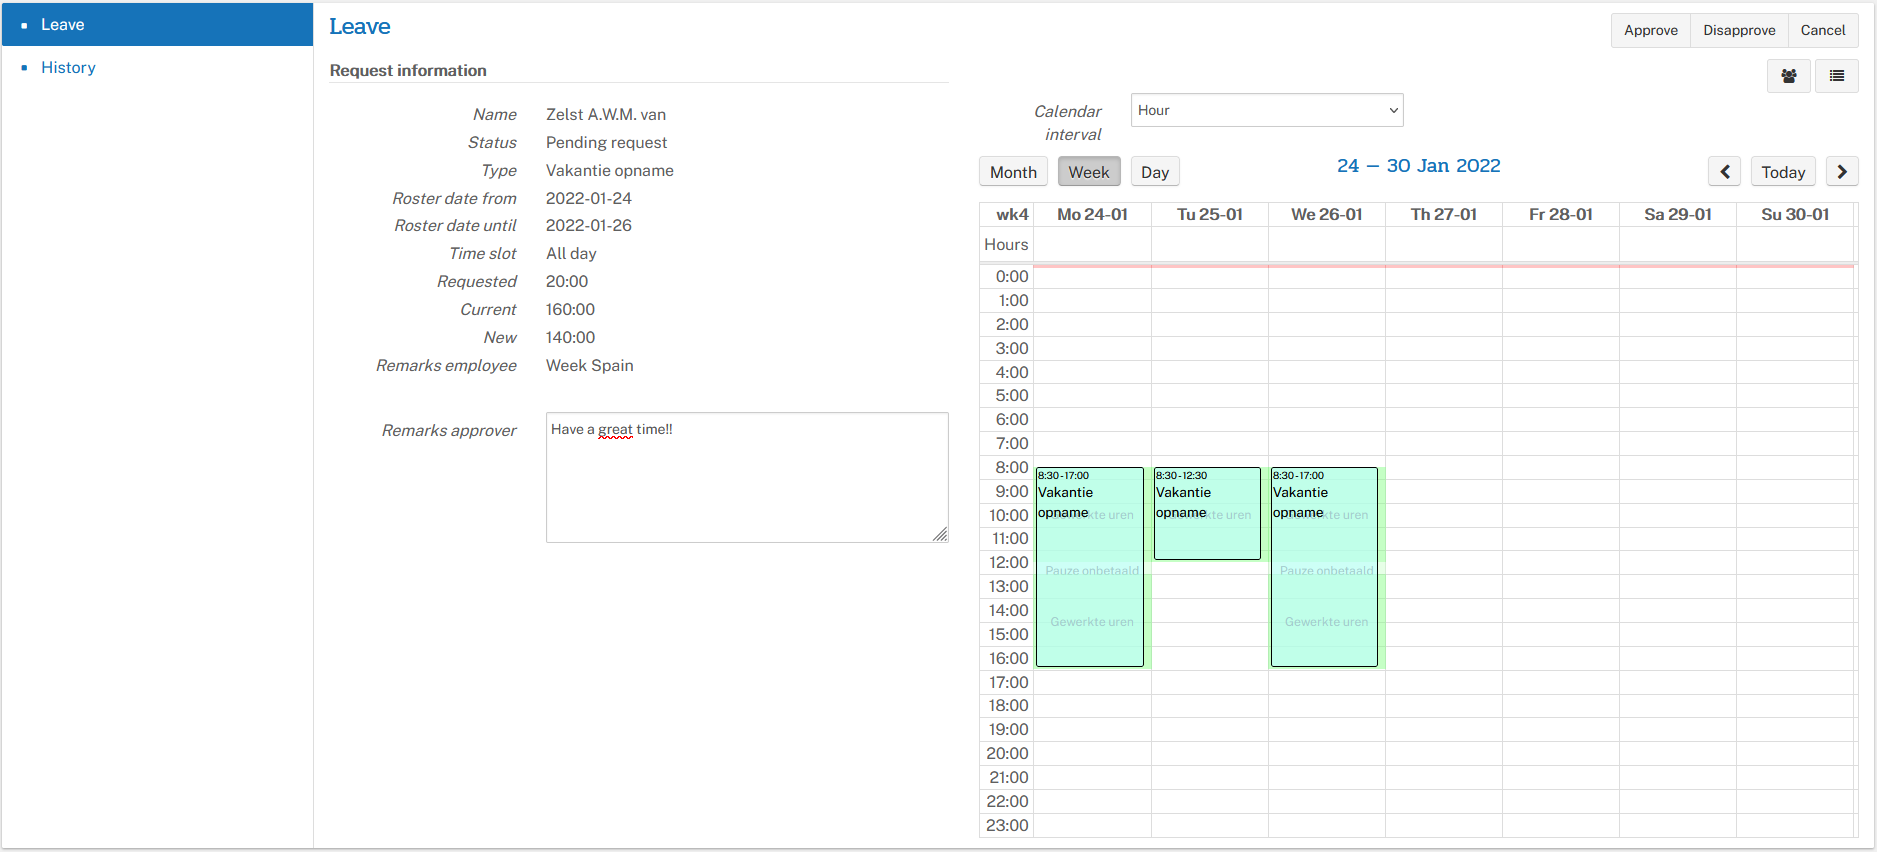 Leave
History
Leave
Approve Disapprove Cancel
Request information
Name Zelst A.W.M. van
Status Pending request
Type Vakantie opname
Roster date from 2022-01-24
Roster date until 2022-01-26
Time slot All day
Requested 20:00
Current 160:00
New 140:00
Remarks employee Week Spain
Remarks approver Have a great time!!
Calendar interval Hour
Month Week Day
24 — 30 Jan 2022
Today
wk4 Mo 24-01 Tu 25-01 We 26-01 Th 27-01 Fr 28-01 Sa 29-01 Su 30-01
Hours
0:00
1:00
2:00
3:00
4:00
5:00
6:00
7:00
8:00
9:00
10:00
11:00
12:00
13:00
14:00
15:00
16:00
17:00
18:00
19:00
20:00
21:00
22:00
23:00
8:30 - 17:00
Vakantie
opname
Gewerkte uren
Pauze onbetaald
Gewerkte uren
8:30 - 12:30
Vakantie
opname
Gewerkte uren
8:30 - 17:00
Vakantie
opname
Gewerkte uren
Pauze onbetaald
Gewerkte uren